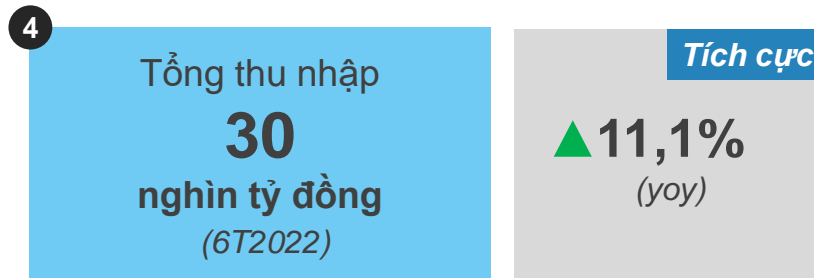 4
Tổng thu nhập
30
nghìn tỷ đồng
(6T2022)
Tích cực
▲11,1%
(yoy)